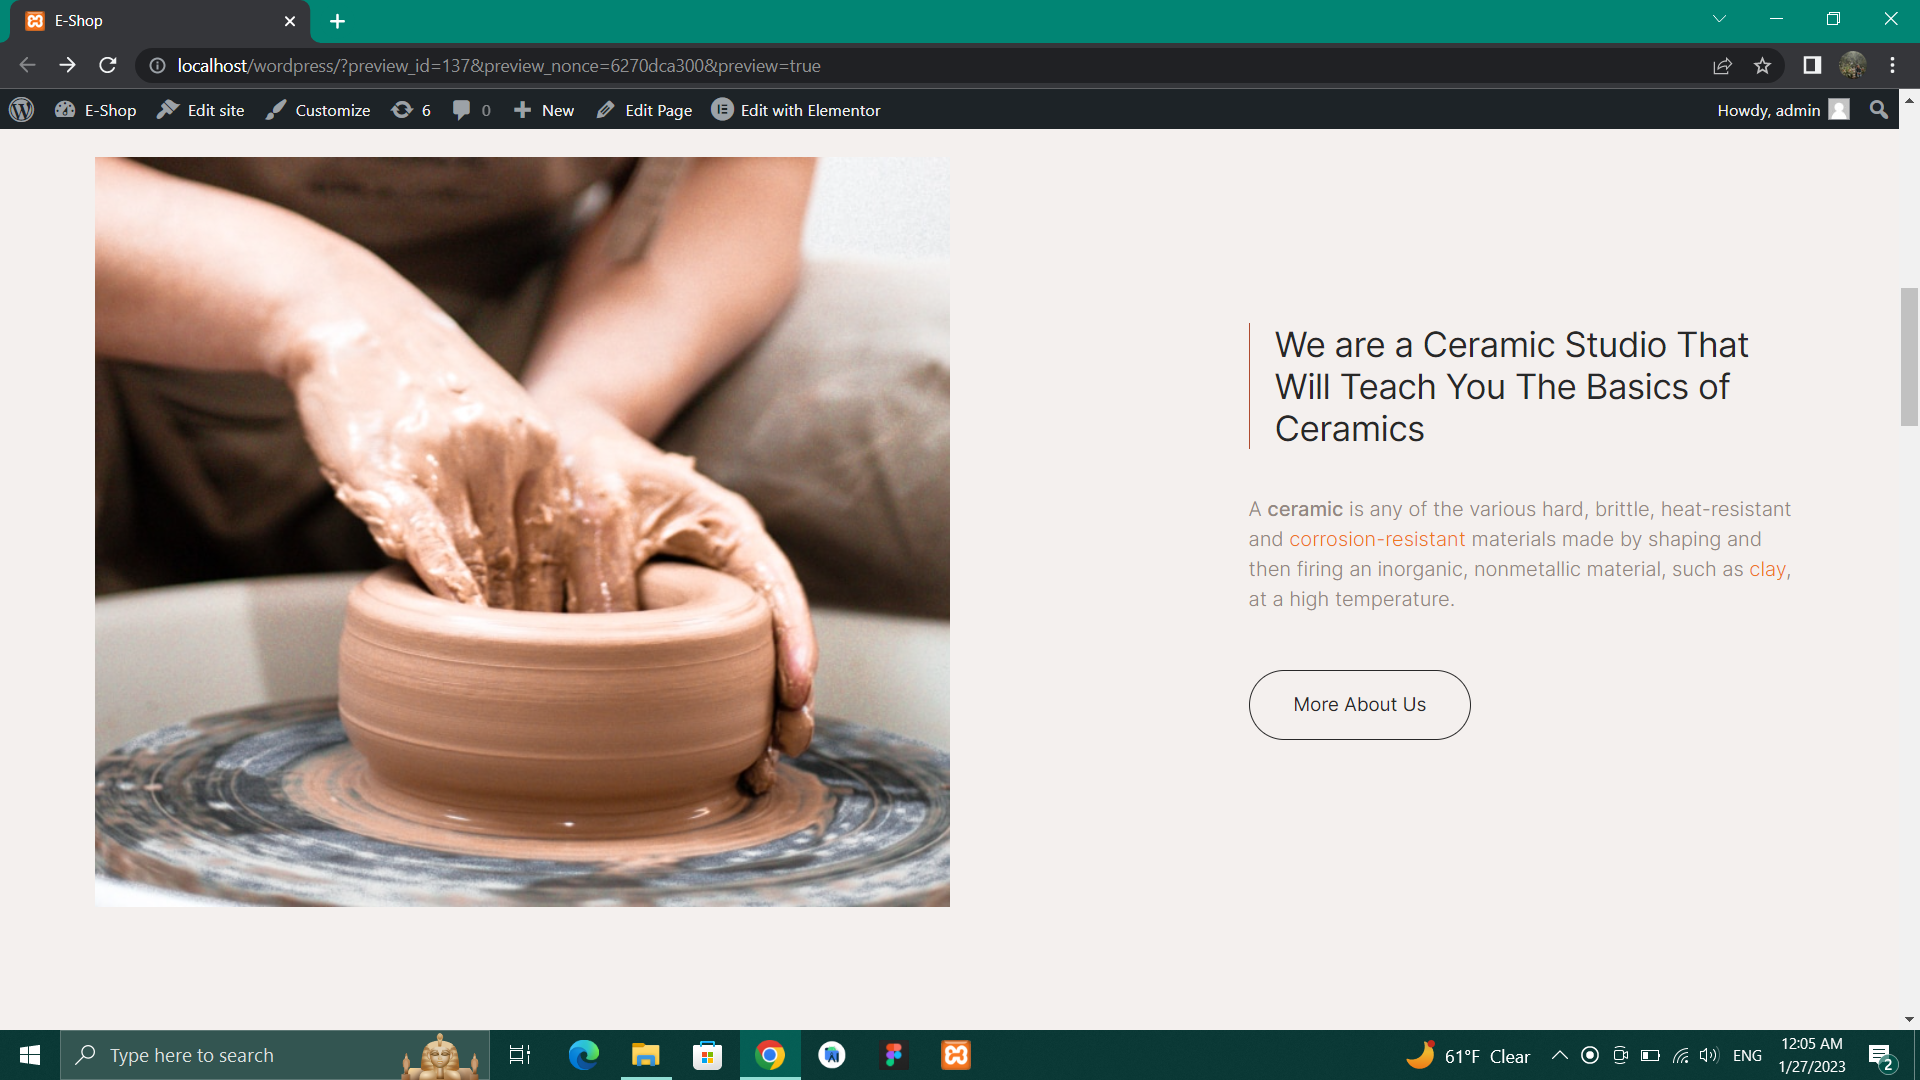 E-Shop
localhost/wordpress/?preview_id=137&preview_nonce=6270dca300&preview=true
E-Shop Edit site Customize 6 0 New Edit Page Edit with Elementor Howdy, admin
We are a Ceramic Studio That
Will Teach You The Basics of
Ceramics
A ceramic is any of the various hard, brittle, heat-resistant
and corrosion-resistant materials made by shaping and
then firing an inorganic, nonmetallic material, such as clay,
at a high temperature.
More About Us
Type here to search
61°F Clear
ENG
12:05 AM
1/27/2023
2